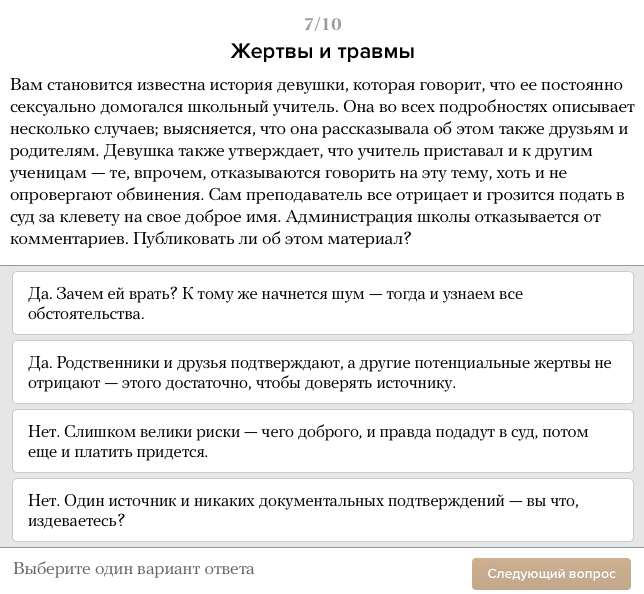 7/10
Жертвы и травмы
Вам становится известна история девушки, которая говорит, что ее постоянно
сексуально домогался школьный учитель. Она во всех подробностях описывает
несколько случаев; выясняется, что она рассказывала об этом также друзьям и
родителям. Девушка также утверждает, что учитель приставал и к другим
ученицам — те, впрочем, отказываются говорить на эту тему, хоть и не
опровергают обвинения. Сам преподаватель все отрицает и грозится подать в
суд за клевету на свое доброе имя. Администрация школы отказывается от
комментариев. Публиковать ли об этом материал?
Да. Зачем ей врать? К тому же начнется шум — тогда и узнаем все
обстоятельства.
Да. Родственники и друзья подтверждают, а другие потенциальные жертвы не
отрицают — этого достаточно, чтобы доверять источнику.
Нет. Слишком велики риски — чего доброго, и правда подадут в суд, потом
еще и платить придется.
Нет. Один источник и никаких документальных подтверждений — вы что,
издеваетесь?
Выберите один вариант ответа
Следующий вопрос